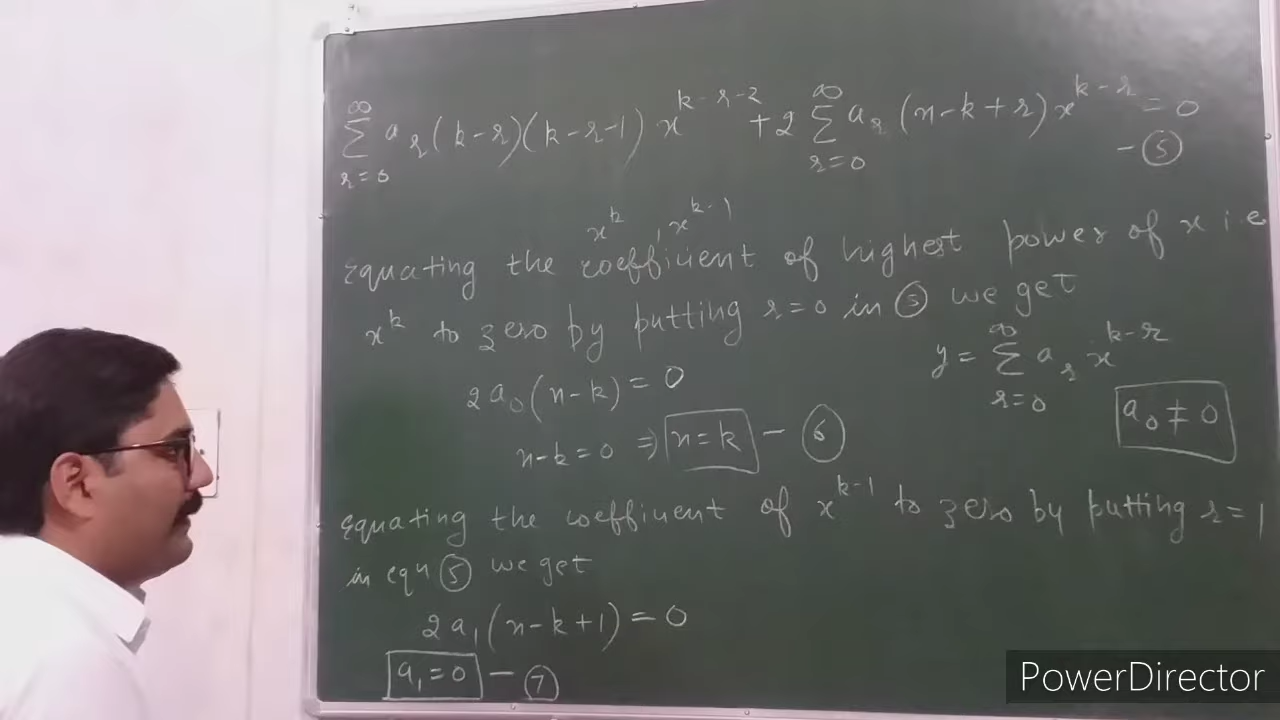 ∞ ∑ r=0 a_r (k-r)(k-r-1) x^{k-r-2} + 2 ∞ ∑ r=0 a_r (n-k+r) x^{k-r} = 0
- ⑤
x^k , x^{k-1}
Equating the coefficient of highest power of x i.e
x^k to zero by putting r=0 in ⑤ we get
y = ∞ ∑ r=0 a_r x^{k-r}
2a_0(n-k) = 0
a_0 ≠ 0
n-k=0 ⇒ n=k - ⑥
Equating the coefficient of x^{k-1} to zero by putting r=1
in eqn ⑤ we get
2a_1(n-k+1) = 0
a_1=0 - ⑦
PowerDirector